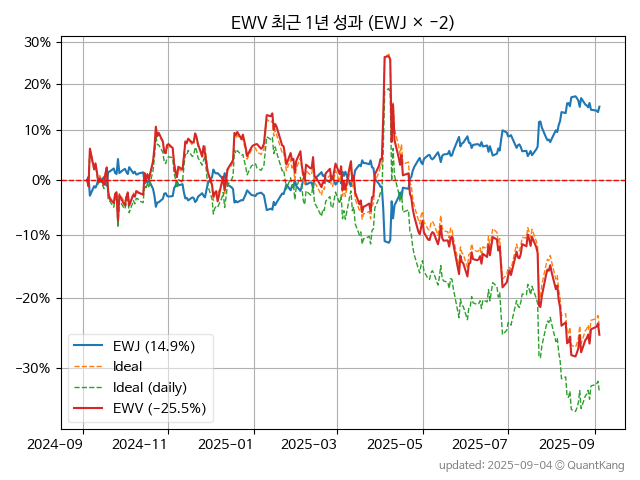 EWV 최근 1년 성과 (EWJ × −2)
30%
20%
10%
0%
−10%
−20%
−30%
EWJ (14.9%)
Ideal
Ideal (daily)
EWV (−25.5%)
2024-09 2024-11 2025-01 2025-03 2025-05 2025-07 2025-09
updated: 2025-09-04 © QuantKang